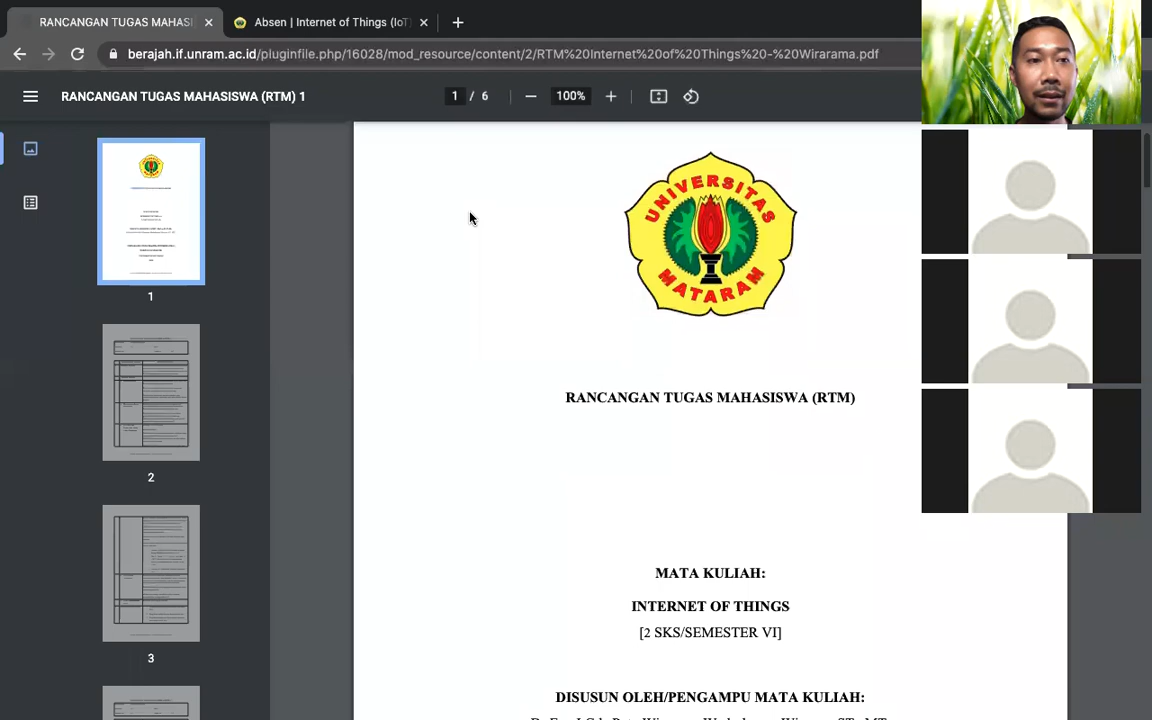 RANCANGAN TUGAS MAHASIS
Absen | Internet of Things (IoT)
berajah.if.unram.ac.id/pluginfile.php/16028/mod_resource/content/2/RTM%20Internet%20of%20Things%20-%20Wirarama.pdf
RANCANGAN TUGAS MAHASISWA (RTM) 1
1 / 6
100%
1
2
3
UNIVERSITAS
MATARAM
RANCANGAN TUGAS MAHASISWA (RTM)
MATA KULIAH:
INTERNET OF THINGS
[2 SKS/SEMESTER VI]
DISUSUN OLEH/PENGAMPU MATA KULIAH: